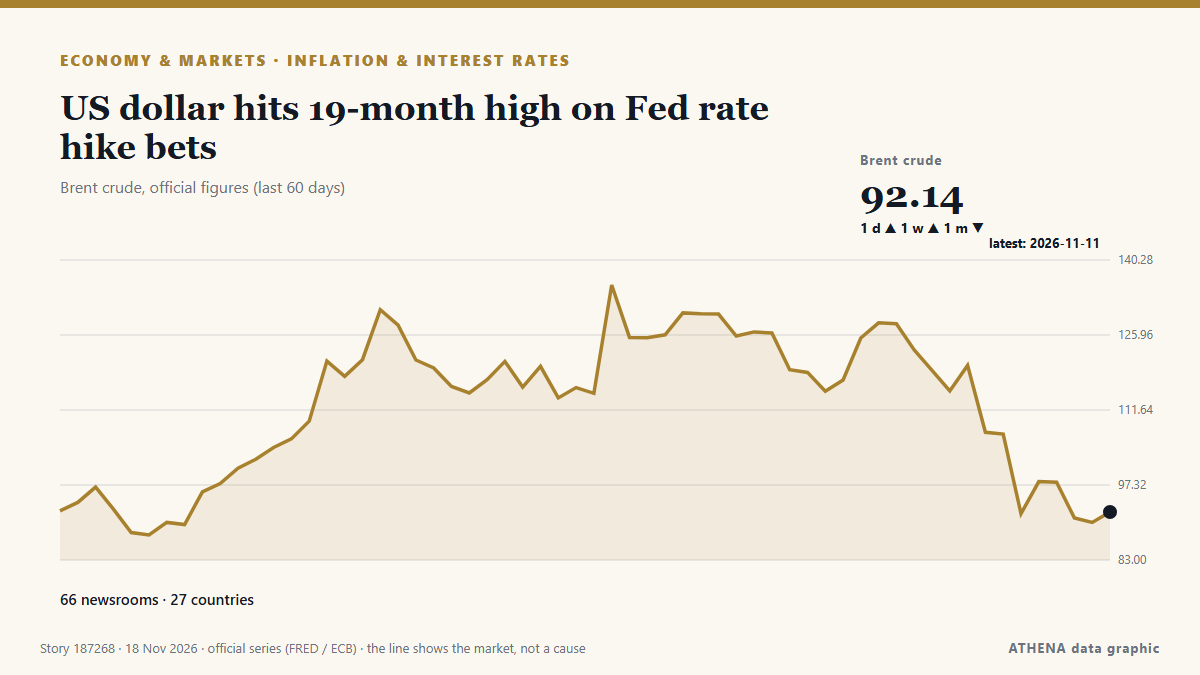 ECONOMY & MARKETS · INFLATION & INTEREST RATES
US dollar hits 19-month high on Fed rate
hike bets
Brent crude, official figures (last 60 days)
Brent crude
92.14
1 d ▲ 1 w ▲ 1 m ▼
latest: 2026-11-11
140.28
125.96
111.64
97.32
83.00
66 newsrooms · 27 countries
Story 187268 · 18 Nov 2026 · official series (FRED / ECB) · the line shows the market, not a cause
ATHENA data graphic